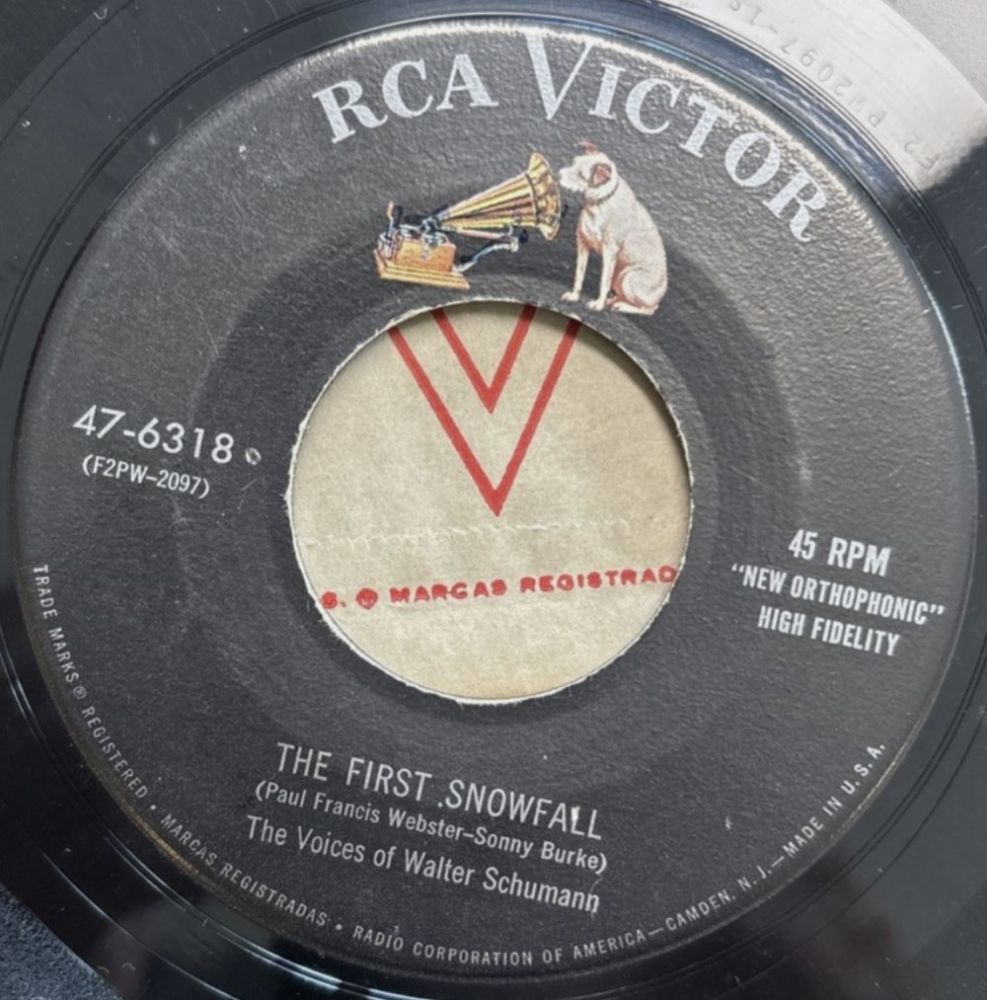 RCA VICTOR
47-6318
(F2PW-2097)
45 RPM
"NEW ORTHOPHONIC"
HIGH FIDELITY
S. ® MARCAS REGISTRAD
THE FIRST SNOWFALL
(Paul Francis Webster-Sonny Burke)
The Voices of Walter Schumann
TRADE MARKS ® REGISTERED • MARCAS REGISTRADAS • RADIO CORPORATION OF AMERICA—CAMDEN, N. J.—MADE IN U. S. A.